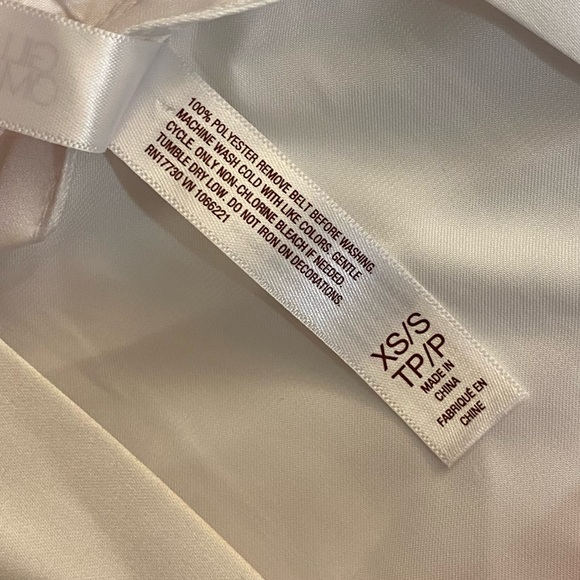 100% POLYESTER REMOVE BELT BEFORE WASHING.
MACHINE WASH COLD WITH LIKE COLORS. GENTLE
CYCLE. ONLY NON-CHLORINE BLEACH IF NEEDED.
TUMBLE DRY LOW. DO NOT IRON ON DECORATIONS.
RN17730 VN 1066221
XS/S
TP/P
MADE IN
CHINA
FABRIQUÉ EN
CHINE